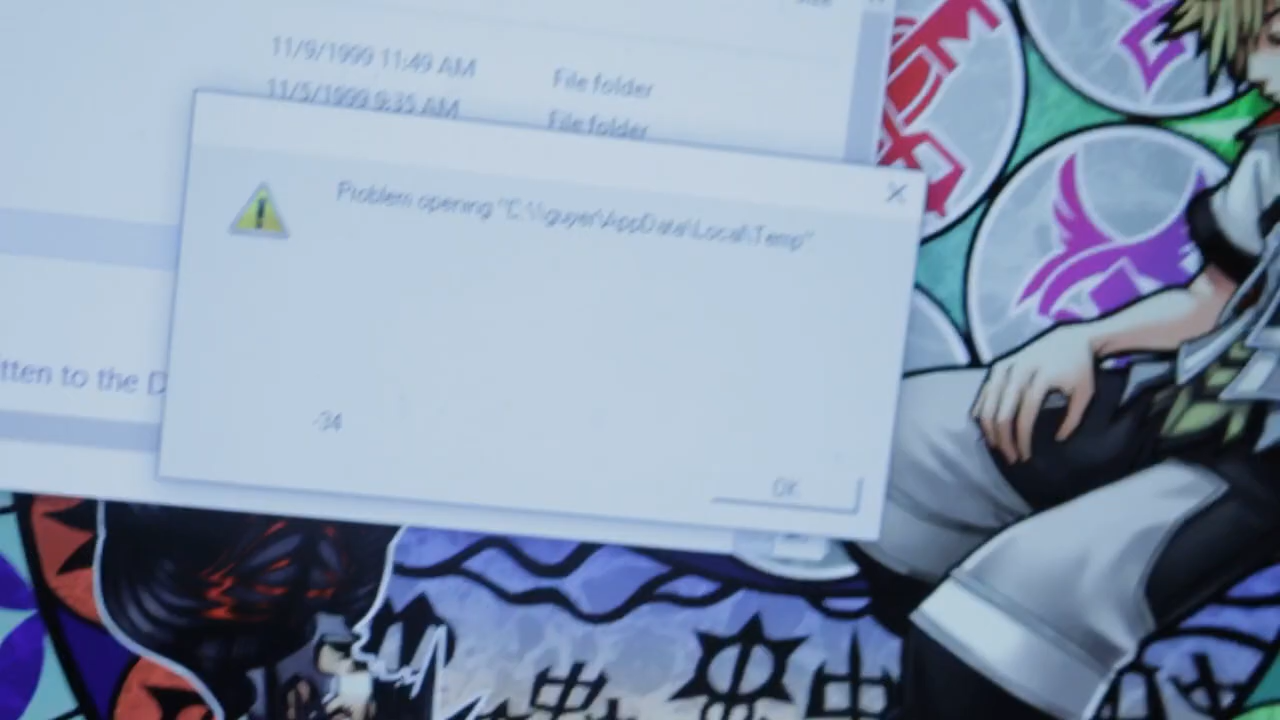 Size
11/9/1999 11:49 AM File folder
11/5/1999 9:35 AM File folder
Problem opening "C:\\guyer\AppData\Local\Temp"
tten to the D
-34
OK